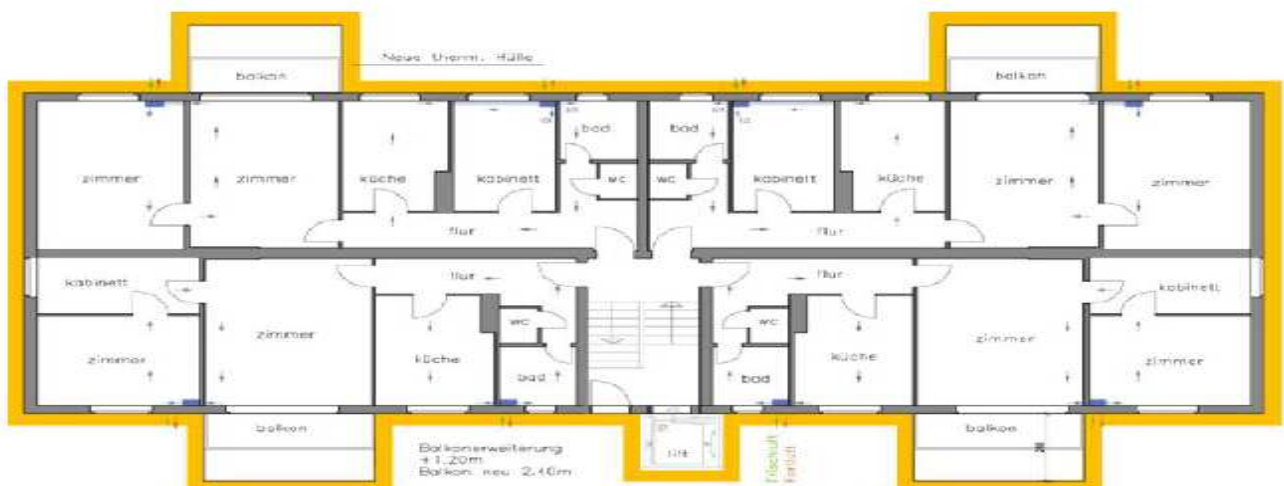 Neue therm. Hülle
balkon
balkon
bad
bad
zimmer
zimmer
küche
kabinett
wc
wc
kabinett
küche
zimmer
zimmer
flur
flur
kabinett
flur
flur
kabinett
zimmer
wc
wc
zimmer
zimmer
küche
bad
bad
küche
zimmer
balkon
balkon
Balkonerweiterung
+1.20m
Balkon neu 2.40m
lift
Frischluft
Fortluft